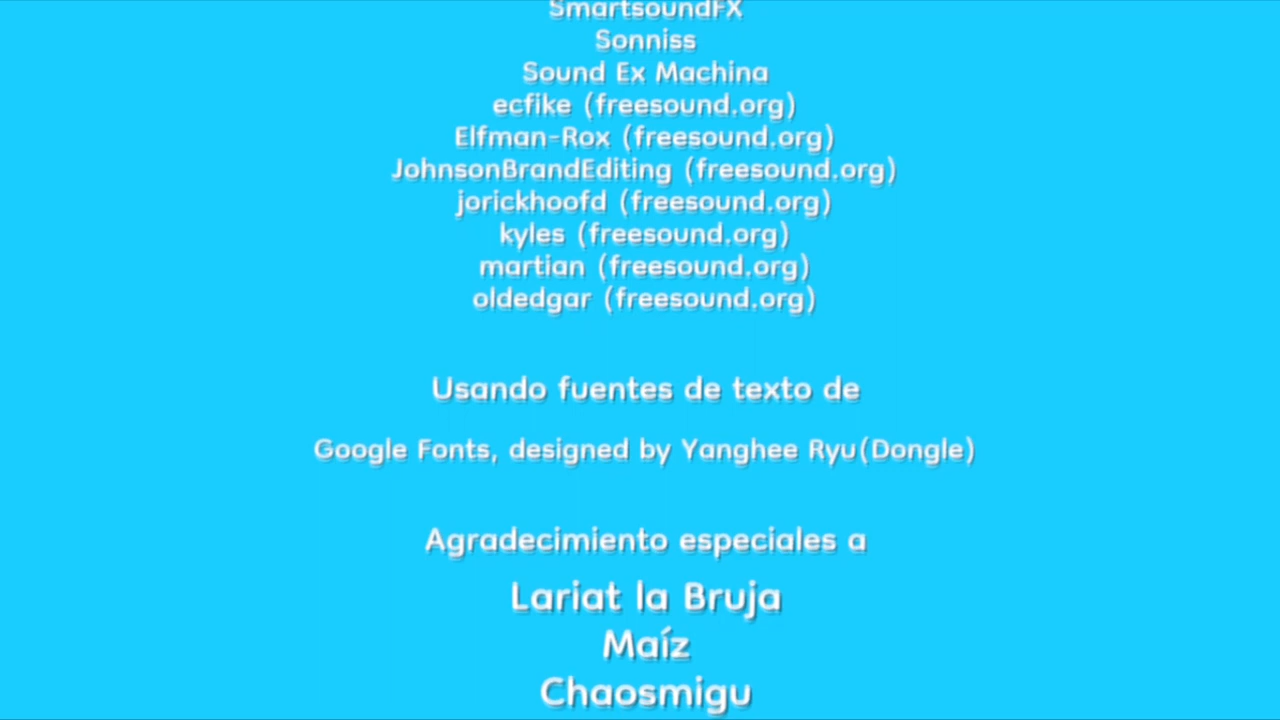 SmartsoundFX
Sonniss
Sound Ex Machina
ecfike (freesound.org)
Elfman-Rox (freesound.org)
JohnsonBrandEditing (freesound.org)
jorickhoofd (freesound.org)
kyles (freesound.org)
martian (freesound.org)
oldedgar (freesound.org)
Usando fuentes de texto de
Google Fonts, designed by Yanghee Ryu(Dongle)
Agradecimiento especiales a
Lariat la Bruja
Maíz
Chaosmigu